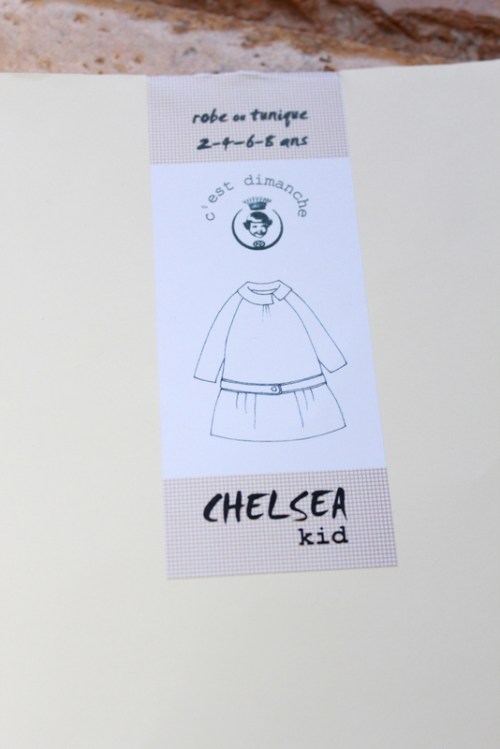 robe ou tunique
2-4-6-8 ans
c'est dimanche
CHELSEA
kid